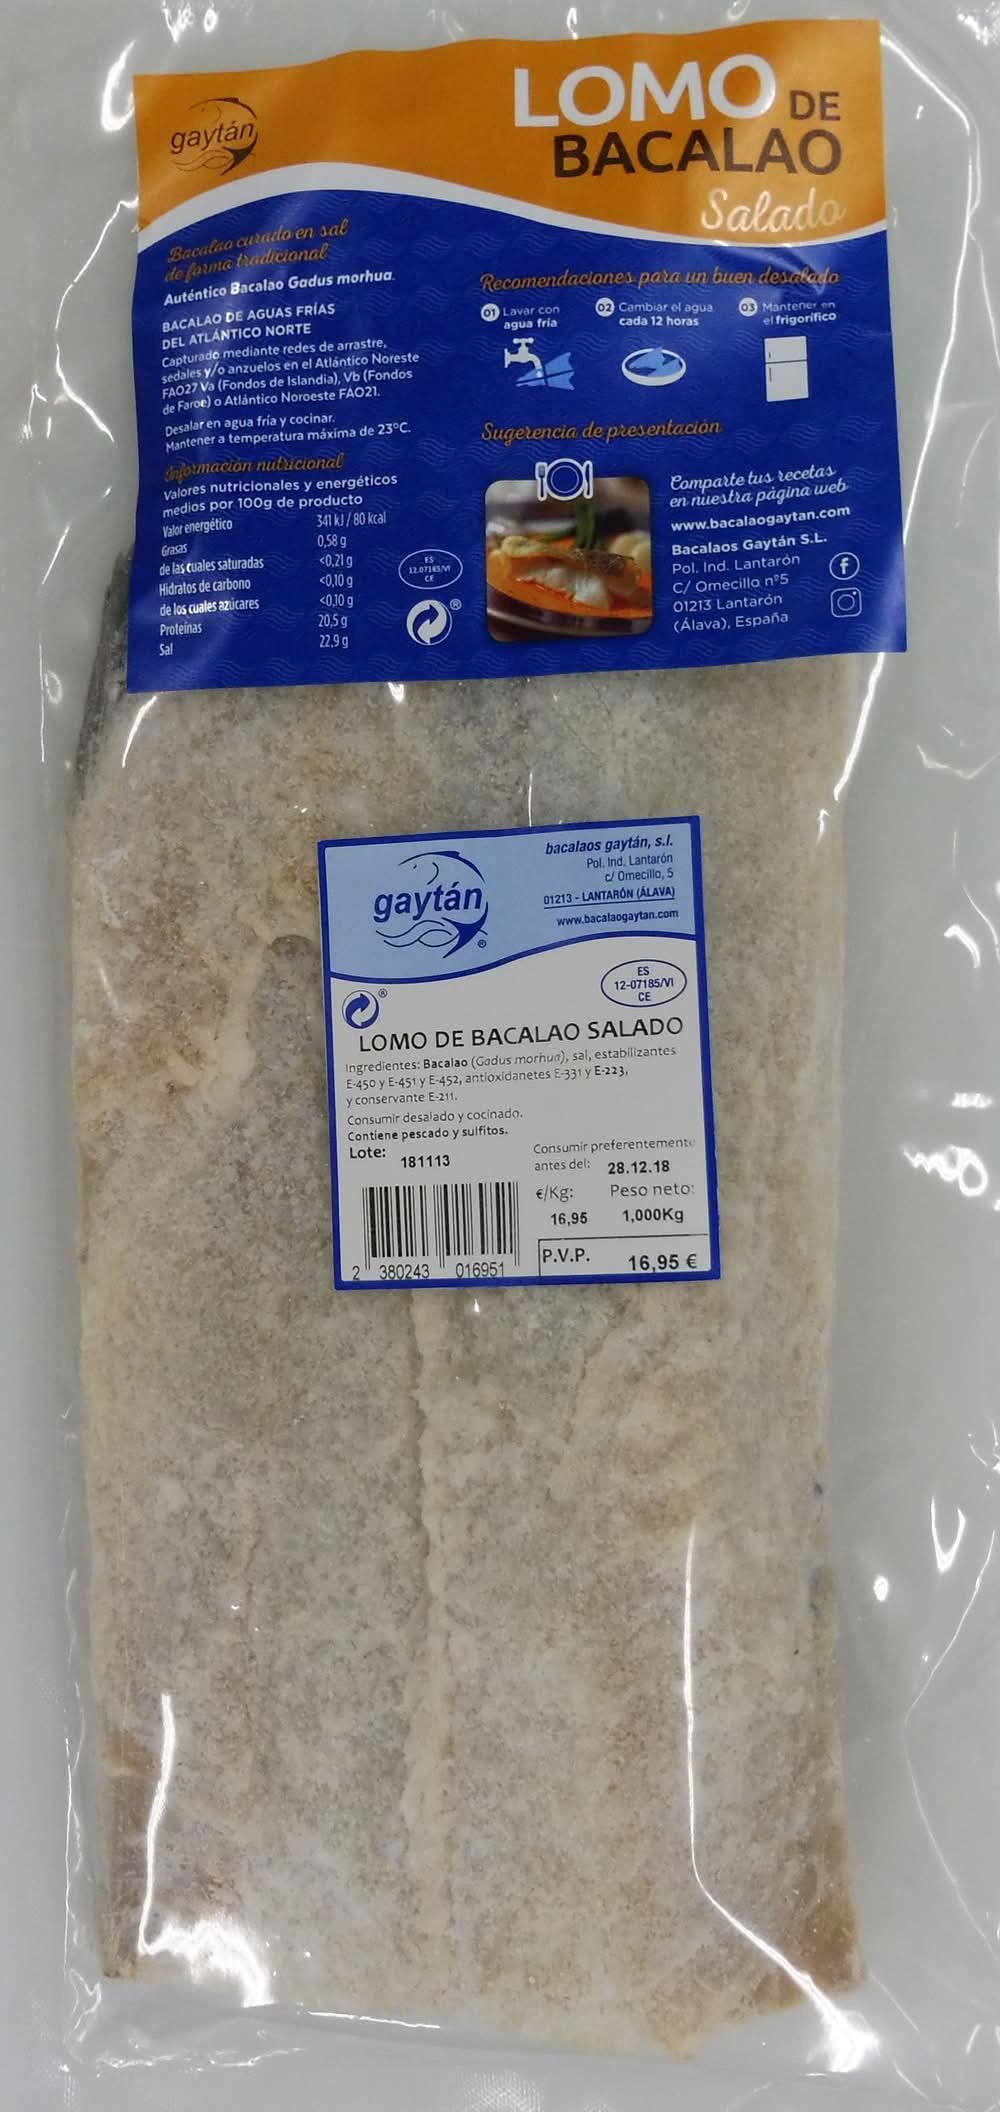 gaytán
LOMO DE
BACALAO
Salado
Bacalao curado en sal
de forma tradicional
Auténtico Bacalao Gadus morhua.
BACALAO DE AGUAS FRÍAS
DEL ATLÁNTICO NORTE
Capturado mediante redes de arrastre,
sedales y/o anzuelos en el Atlántico Noreste
FAO27 Va (Fondos de Islandia), Vb (Fondos
de Faroe) o Atlántico Noroeste FAO21.
Desalar en agua fría y cocinar.
Mantener a temperatura máxima de 23ºC.
Información nutricional
Valores nutricionales y energéticos
medios por 100g de producto
Valor energético 341 kJ / 80 kcal
Grasas 0,58 g
de las cuales saturadas <0,21 g
Hidratos de carbono <0,10 g
de los cuales azúcares <0,10 g
Proteínas 20,5 g
Sal 22,9 g
ES
12.07185/VI
CE
®
Recomendaciones para un buen desalado
01 Lavar con
agua fría
02 Cambiar el agua
cada 12 horas
03 Mantener en
el frigorífico
Sugerencia de presentación
Comparte tus recetas
en nuestra página web
www.bacalaogaytan.com
Bacalaos Gaytán S.L.
Pol. Ind. Lantarón
C/ Omecillo nº5
01213 Lantarón
(Álava), España
f
gaytán
®
bacalaos gaytán, s.l.
Pol. Ind. Lantarón
c/ Omecillo, 5
01213 - LANTARÓN (ÁLAVA)
www.bacalaogaytan.com
®
ES
12-07185/VI
CE
LOMO DE BACALAO SALADO
Ingredientes: Bacalao (Gadus morhua), sal, estabilizantes
E-450 y E-451 y E-452, antioxidanetes E-331 y E-223,
y conservante E-211.
Consumir desalado y cocinado.
Contiene pescado y sulfitos.
Lote: 181113
Consumir preferentemente
antes del: 28.12.18
€/Kg: Peso neto:
16,95 1,000Kg
P.V.P. 16,95 €
2 380243 016951